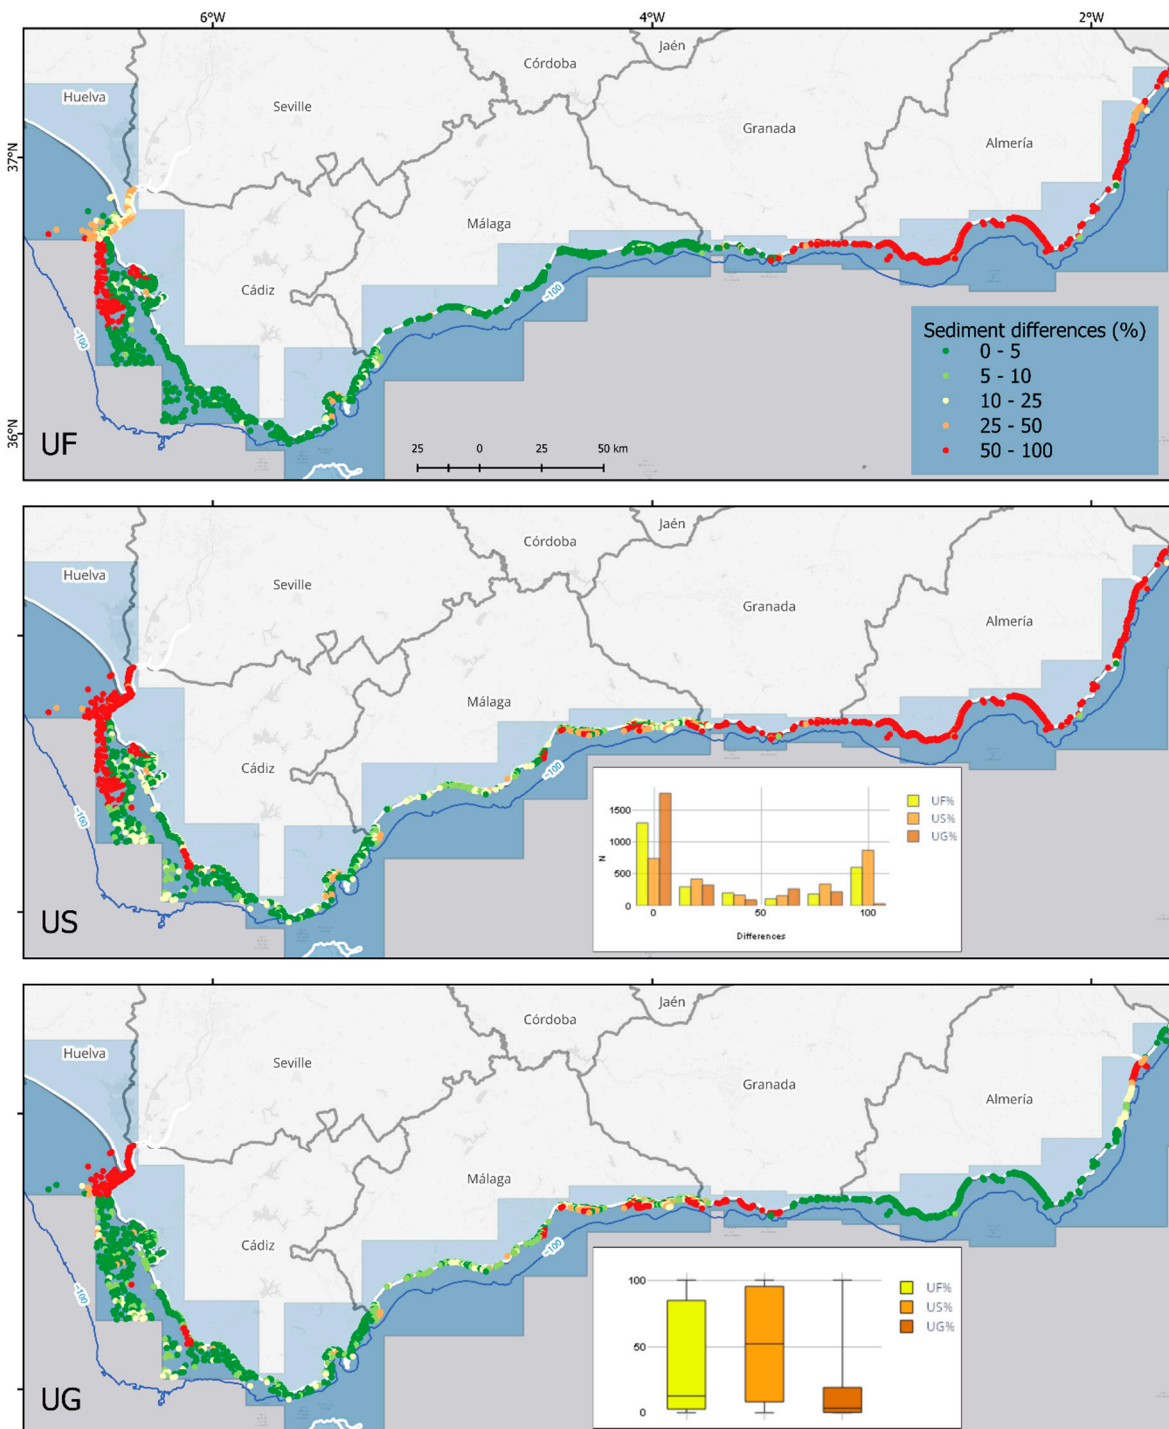 6°W 4°W 2°W
Jaén
Córdoba
Huelva
Seville
Granada
Almería
37°N
Málaga
Cádiz
-100
-100
Sediment differences (%)
0 - 5
5 - 10
10 - 25
25 - 50
50 - 100
36°N
UF
25 0 25 50 km
Jaén
Córdoba
Huelva
Seville
Granada
Almería
Málaga
Cádiz
-100
-100
1500
1000
500
0
N
0 50 100
Differences
UF%
US%
UG%
US
Jaén
Córdoba
Huelva
Seville
Granada
Almería
Málaga
Cádiz
-100
-100
100
50
0
UF%
US%
UG%
UG